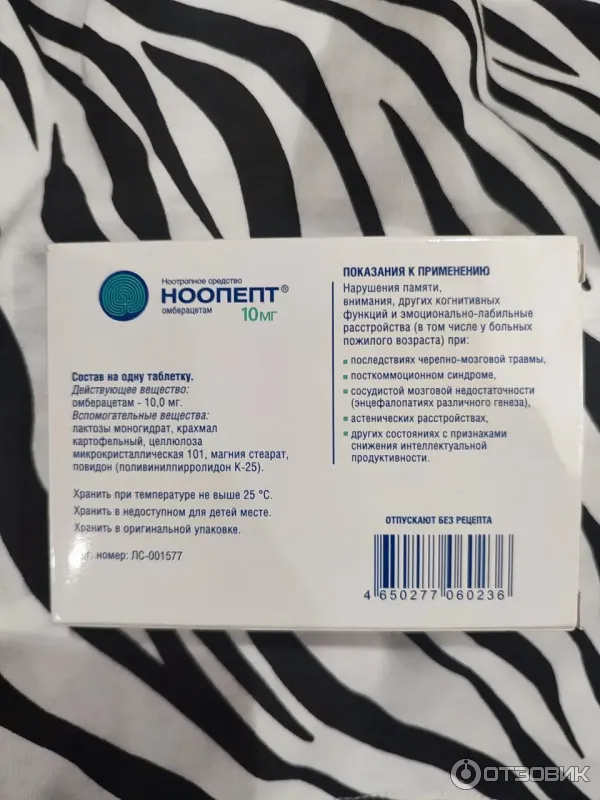 Ноотропное средство
НООПЕПТ®
омберацетам
10 мг
Состав на одну таблетку.
Действующее вещество:
омберацетам - 10,0 мг.
Вспомогательные вещества:
лактозы моногидрат, крахмал
картофельный, целлюлоза
микрокристаллическая 101, магния стеарат,
повидон (поливинилпирролидон К-25).
Хранить при температуре не выше 25 °С.
Хранить в недоступном для детей месте.
Хранить в оригинальной упаковке.
номер: ЛС-001577
ПОКАЗАНИЯ К ПРИМЕНЕНИЮ
Нарушения памяти,
внимания, других когнитивных
функций и эмоционально-лабильные
расстройства (в том числе у больных
пожилого возраста) при:
последствиях черепно-мозговой травмы,
посткоммоционном синдроме,
сосудистой мозговой недостаточности
(энцефалопатиях различного генеза),
астенических расстройствах,
других состояниях с признаками
снижения интеллектуальной
продуктивности.
ОТПУСКАЮТ БЕЗ РЕЦЕПТА
4 650277 060236
ОТЗОВИК